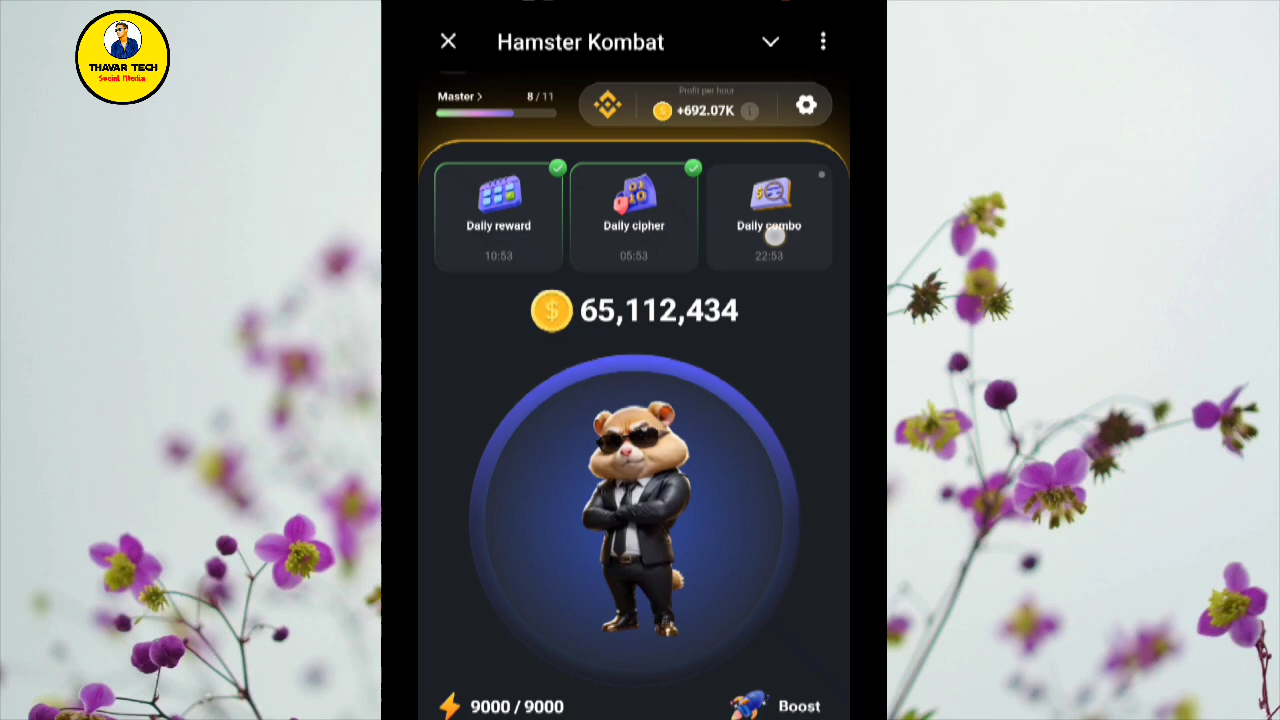 THAVAR TECH
Social Media
Hamster Kombat
Master >
8 / 11
Profit per hour
+692.07K
Daily reward
10:53
Daily cipher
05:53
Daily combo
22:53
65,112,434
9000 / 9000
Boost